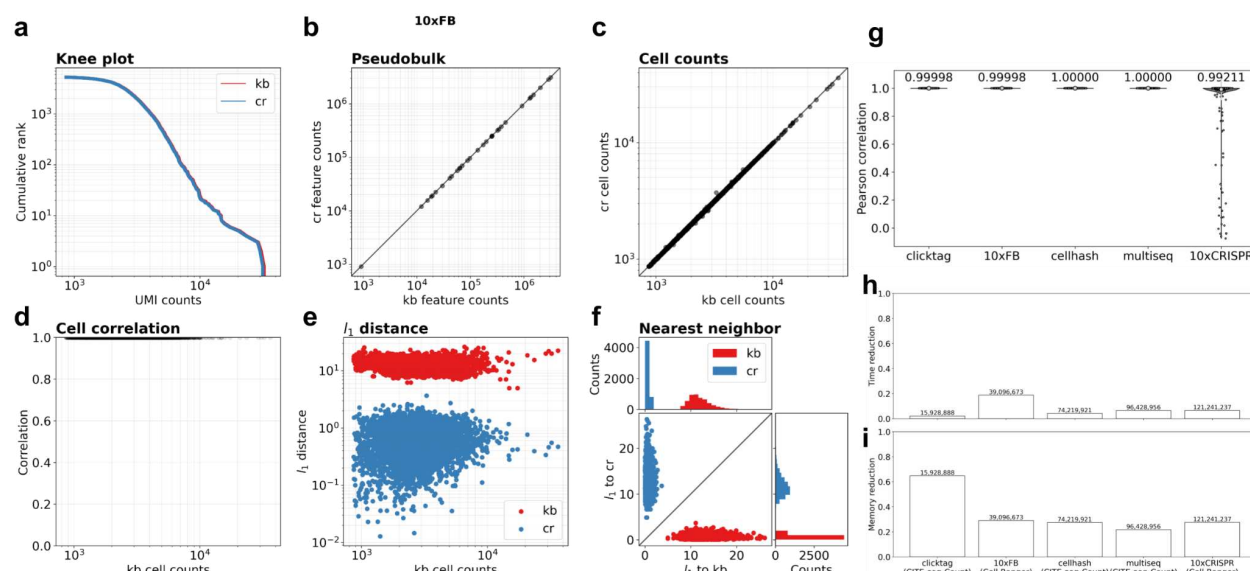 10xFB
a
Knee plot
kb
cr
10³
10²
10¹
10⁰
Cumulative rank
10³
10⁴
UMI counts
b
Pseudobulk
10⁶
10⁵
10⁴
10³
cr feature counts
10³
10⁴
10⁵
10⁶
kb feature counts
c
Cell counts
10⁴
10³
cr cell counts
10³
10⁴
kb cell counts
g
0.99998
0.99998
1.00000
1.00000
0.99211
1.0
0.8
0.6
0.4
0.2
0.0
Pearson correlation
clicktag
10xFB
cellhash
multiseq
10xCRISPR
d
Cell correlation
1.0
0.8
0.6
0.4
0.2
0.0
Correlation
10³
10⁴
kb cell counts
e
l₁ distance
10¹
10⁰
10⁻¹
10⁻²
l₁ distance
kb
cr
10³
10⁴
kb cell counts
f
Nearest neighbor
4000
2000
0
Counts
kb
cr
20
10
0
l₁ to cr
0
10
20
l₁ to kb
0
2500
Counts
h
1.0
0.8
0.6
0.4
0.2
0.0
Time reduction
15,928,888
39,096,673
74,219,921
96,428,956
121,241,237
i
1.0
0.8
0.6
0.4
0.2
0.0
Memory reduction
15,928,888
39,096,673
74,219,921
96,428,956
121,241,237
clicktag
10xFB
cellhash
multiseq
10xCRISPR